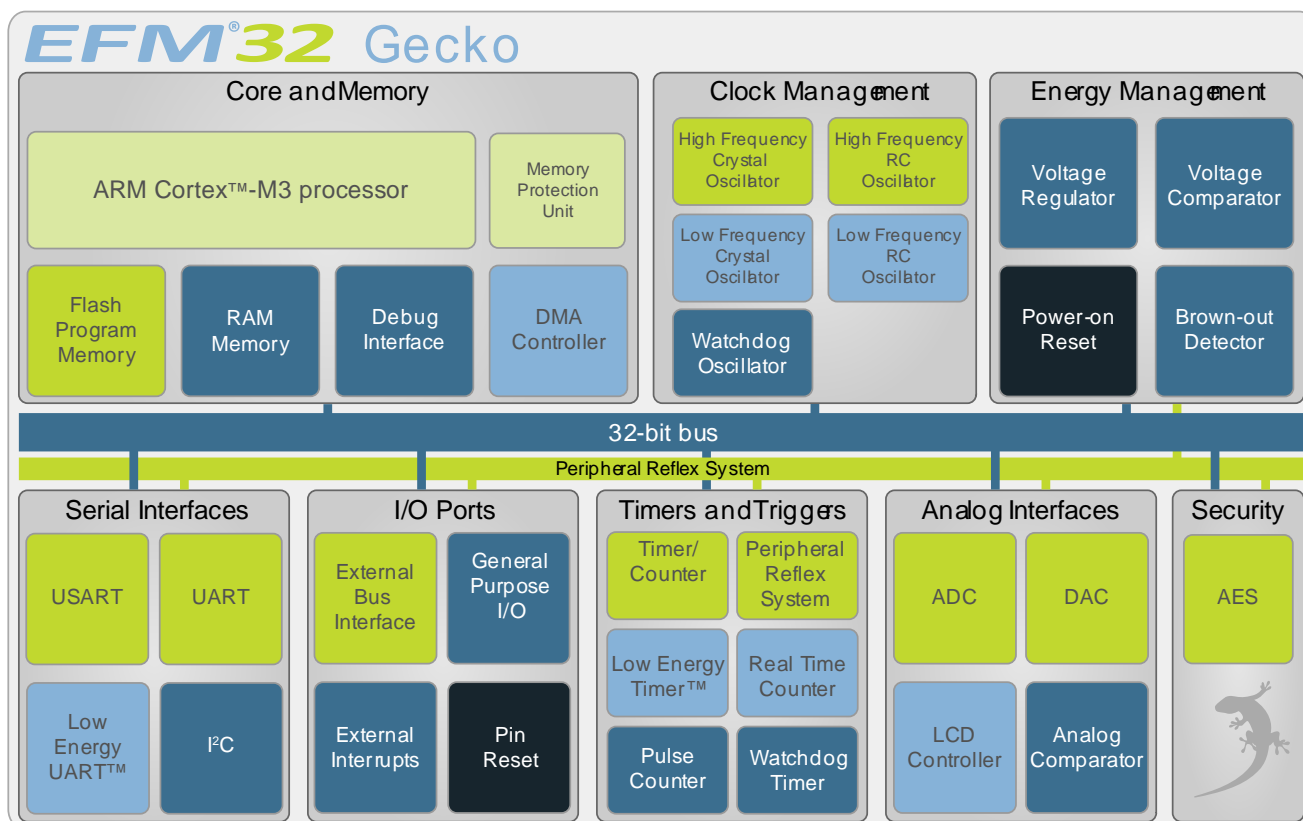 EFM®32 Gecko
Core and Memory
ARM Cortex™-M3 processor
Memory
Protection
Unit
Flash
Program
Memory
RAM
Memory
Debug
Interface
DMA
Controller
Clock Management
High Frequency
Crystal
Oscillator
High Frequency
RC
Oscillator
Low Frequency
Crystal
Oscillator
Low Frequency
RC
Oscillator
Watchdog
Oscillator
Energy Management
Voltage
Regulator
Voltage
Comparator
Power-on
Reset
Brown-out
Detector
32-bit bus
Peripheral Reflex System
Serial Interfaces
USART
UART
Low
Energy
UART™
I²C
I/O Ports
External
Bus
Interface
General
Purpose
I/O
External
Interrupts
Pin
Reset
Timers and Triggers
Timer/
Counter
Peripheral
Reflex
System
Low Energy
Timer™
Real Time
Counter
Pulse
Counter
Watchdog
Timer
Analog Interfaces
ADC
DAC
LCD
Controller
Analog
Comparator
Security
AES